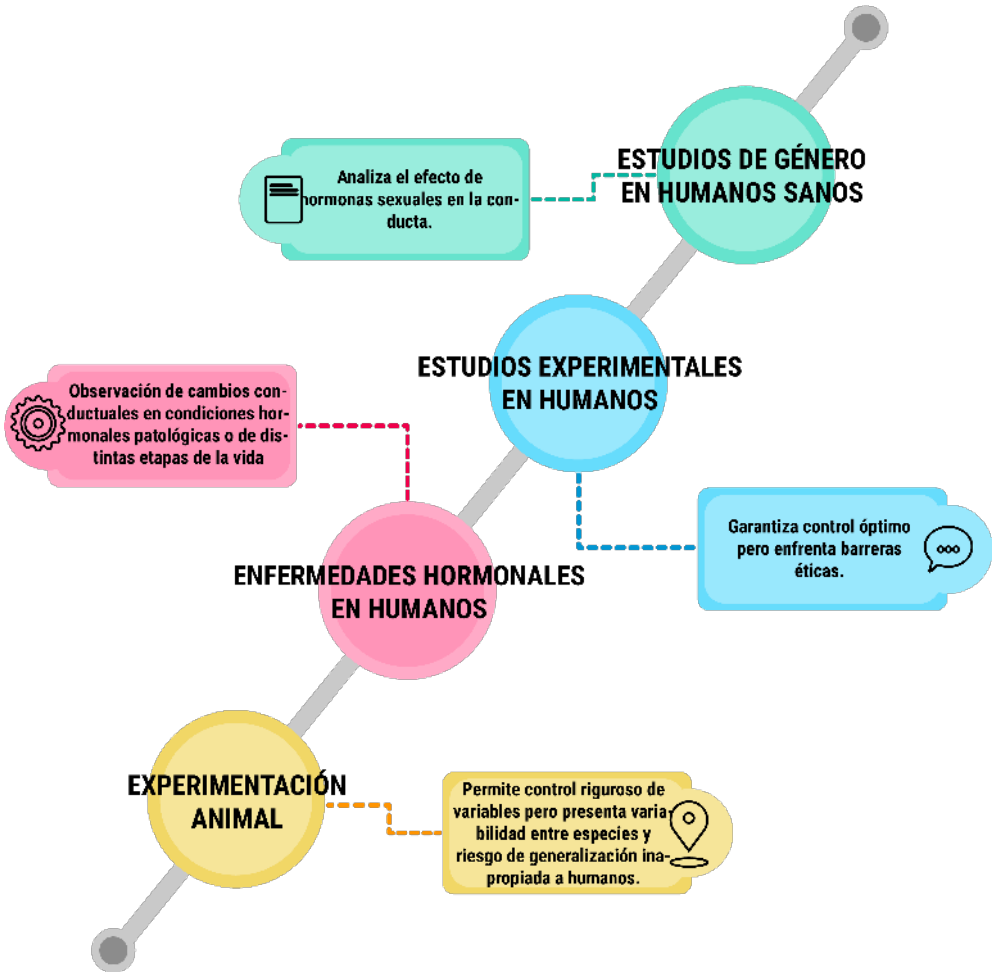 ESTUDIOS DE GÉNERO
EN HUMANOS SANOS
Analiza el efecto de
hormonas sexuales en la con-
ducta.
ESTUDIOS EXPERIMENTALES
EN HUMANOS
Observación de cambios con-
ductuales en condiciones hor-
monales patológicas o de dis-
tintas etapas de la vida
Garantiza control óptimo
pero enfrenta barreras
éticas.
ENFERMEDADES HORMONALES
EN HUMANOS
EXPERIMENTACIÓN
ANIMAL
Permite control riguroso de
variables pero presenta varia-
bilidad entre especies y
riesgo de generalización ina-
propiada a humanos.